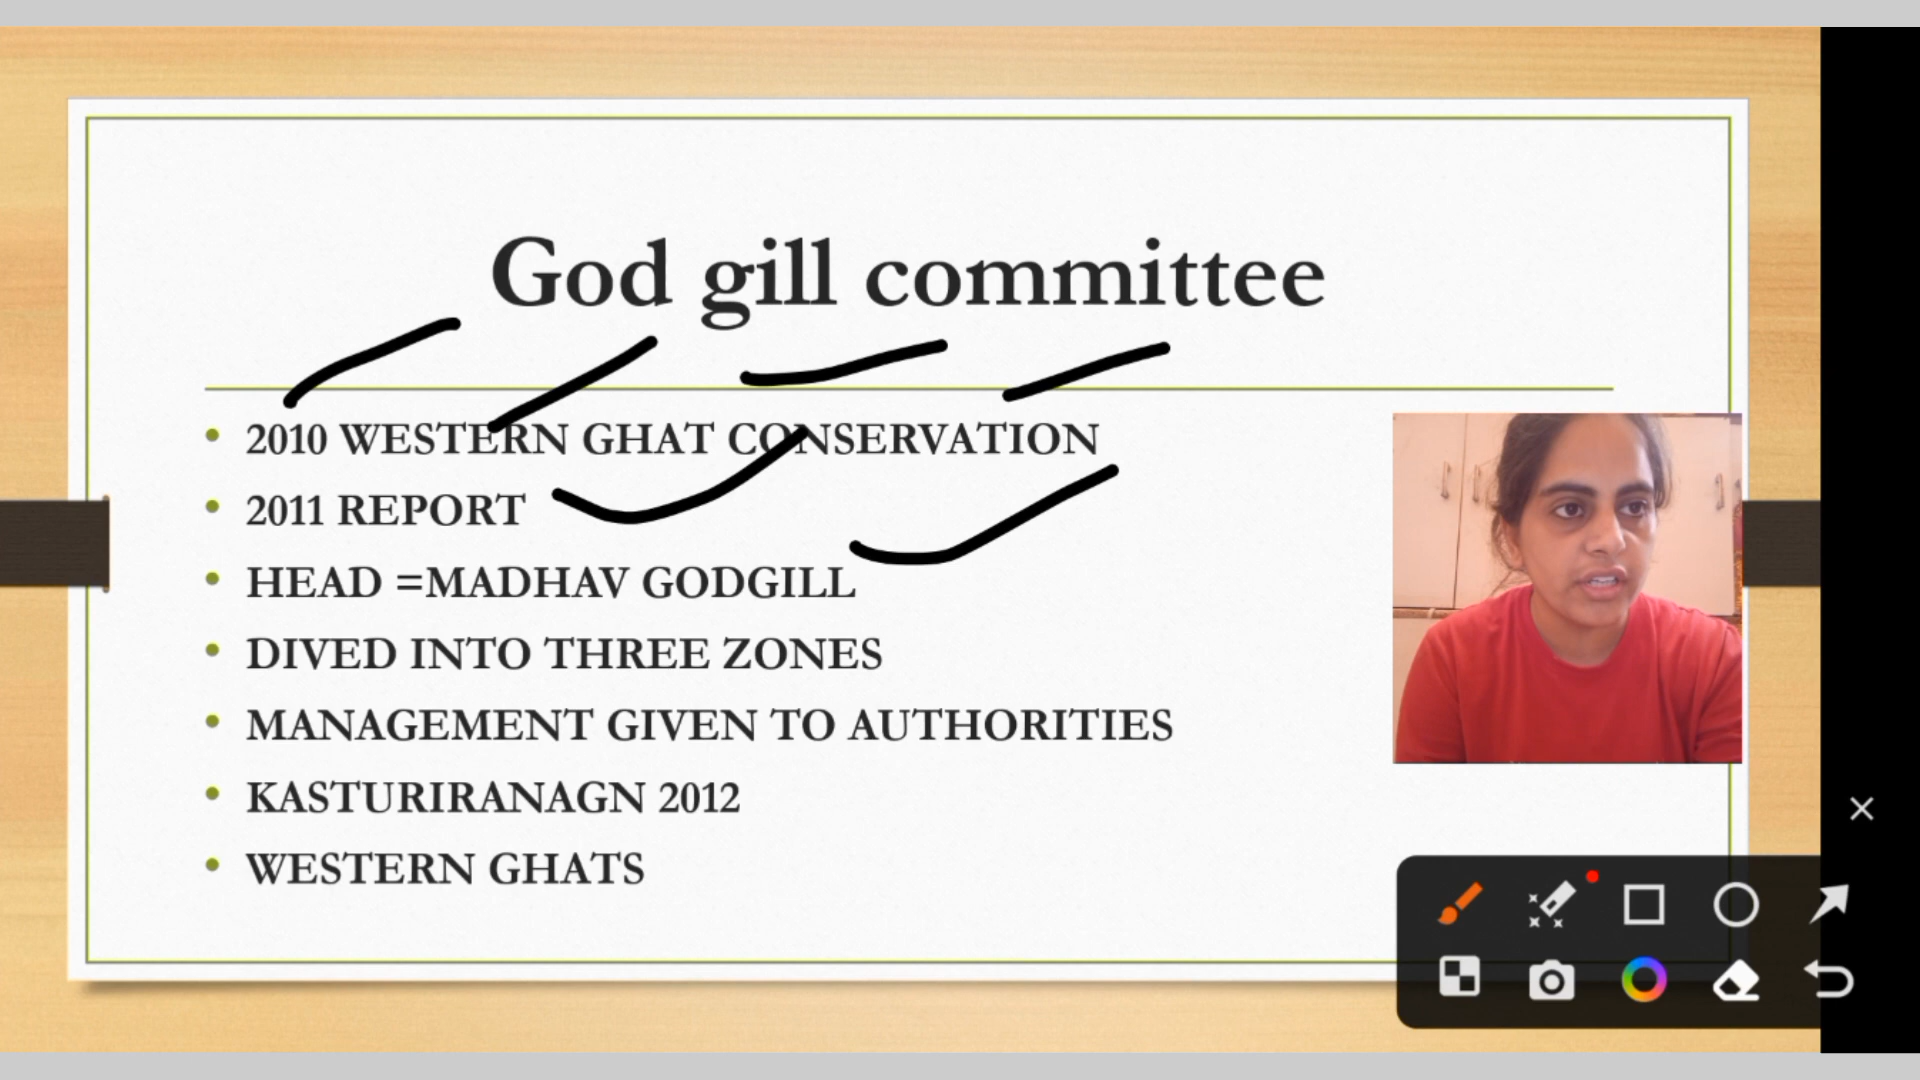 God gill committee
2010 WESTERN GHAT CONSERVATION
2011 REPORT
HEAD =MADHAV GODGILL
DIVED INTO THREE ZONES
MANAGEMENT GIVEN TO AUTHORITIES
KASTURIRANAGN 2012
WESTERN GHATS